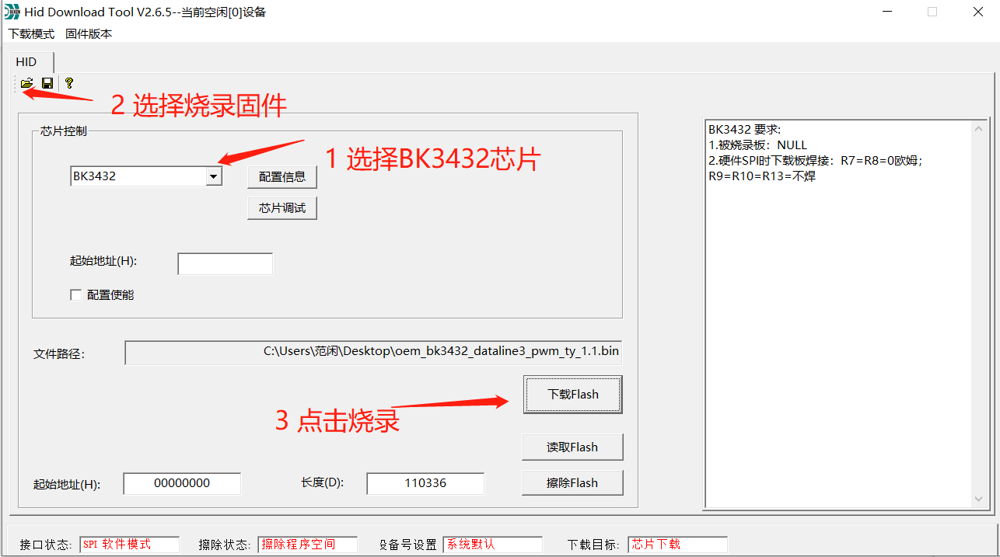 Hid Download Tool V2.6.5--当前空闲[0]设备
下载模式 固件版本
HID
2 选择烧录固件
芯片控制
1 选择BK3432芯片
BK3432
配置信息
芯片调试
起始地址(H):
配置使能
文件路径:
C:\Users\范闲\Desktop\oem_bk3432_dataline3_pwm_ty_1.1.bin
下载Flash
3 点击烧录
读取Flash
起始地址(H): 00000000 长度(D): 110336 擦除Flash
BK3432 要求:
1.被烧录板：NULL
2.硬件SPI时下载板焊接：R7=R8=0欧姆；
R9=R10=R13=不焊
接口状态: SPI 软件模式 擦除状态: 擦除程序空间 设备号设置 系统默认 下载目标: 芯片下载